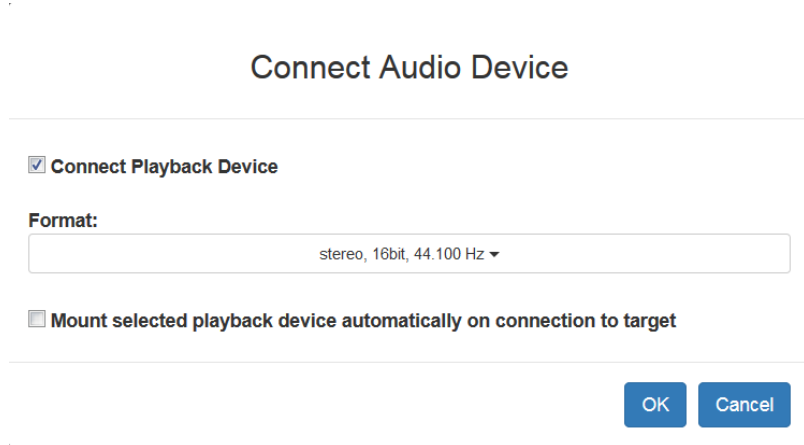 Connect Audio Device
Connect Playback Device
Format:
stereo, 16bit, 44.100 Hz
Mount selected playback device automatically on connection to target
OK Cancel